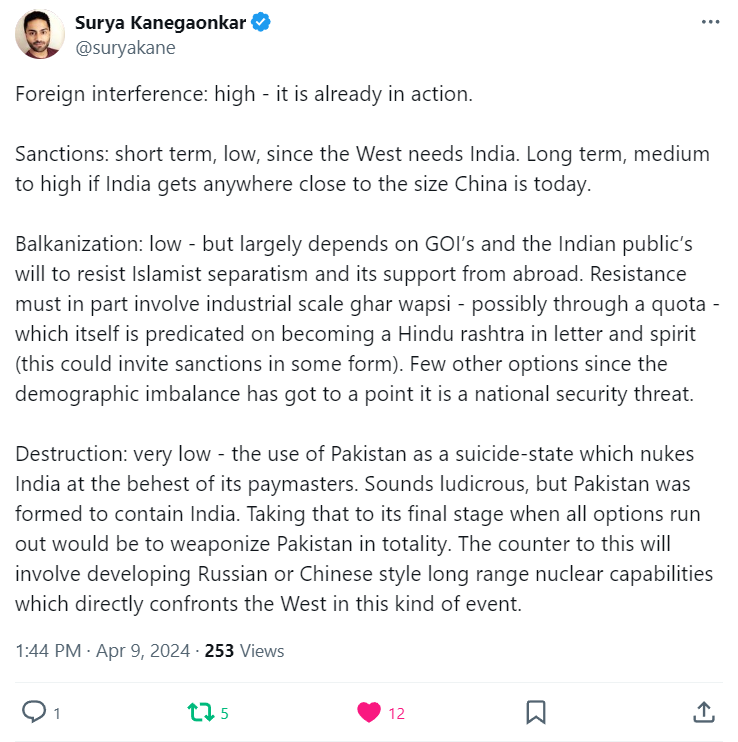 Surya Kanegaonkar
@suryakane
Foreign interference: high - it is already in action.
Sanctions: short term, low, since the West needs India. Long term, medium
to high if India gets anywhere close to the size China is today.
Balkanization: low - but largely depends on GOI’s and the Indian public’s
will to resist Islamist separatism and its support from abroad. Resistance
must in part involve industrial scale ghar wapsi - possibly through a quota -
which itself is predicated on becoming a Hindu rashtra in letter and spirit
(this could invite sanctions in some form). Few other options since the
demographic imbalance has got to a point it is a national security threat.
Destruction: very low - the use of Pakistan as a suicide-state which nukes
India at the behest of its paymasters. Sounds ludicrous, but Pakistan was
formed to contain India. Taking that to its final stage when all options run
out would be to weaponize Pakistan in totality. The counter to this will
involve developing Russian or Chinese style long range nuclear capabilities
which directly confronts the West in this kind of event.
1:44 PM · Apr 9, 2024 · 253 Views
1 5 12